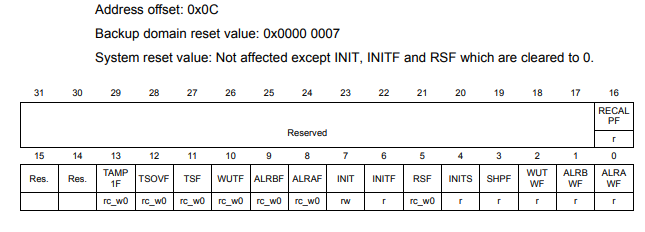 Address offset: 0x0C
Backup domain reset value: 0x0000 0007
System reset value: Not affected except INIT, INITF and RSF which are cleared to 0.
31 30 29 28 27 26 25 24 23 22 21 20 19 18 17 16
Reserved
RECAL
PF
r
15 14 13 12 11 10 9 8 7 6 5 4 3 2 1 0
Res. Res. TAMP 1F TSOVF TSF WUTF ALRBF ALRAF INIT INITF RSF INITS SHPF WUT WF ALRB WF ALRA WF
rc_w0 rc_w0 rc_w0 rc_w0 rc_w0 rc_w0 rw r rc_w0 r r r r r